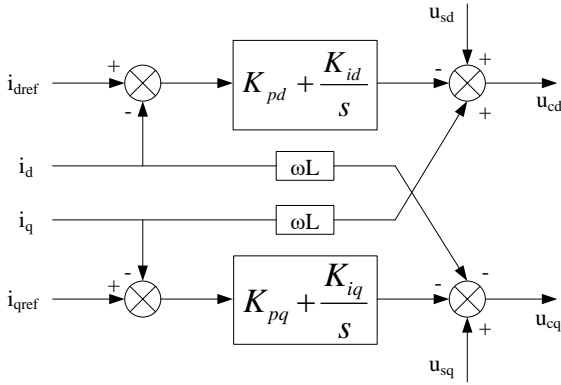 u_sd
+
-
+
i_dref
+
K_pd + K_id / s
u_cd
-
i_d
ωL
i_q
ωL
-
-
i_qref
+
K_pq + K_iq / s
-
u_cq
+
u_sq